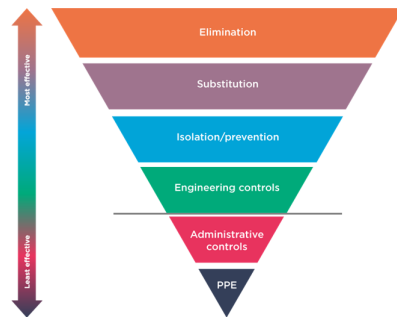 Most effective
Elimination
Substitution
Isolation/prevention
Engineering controls
Administrative
controls
PPE
Least effective